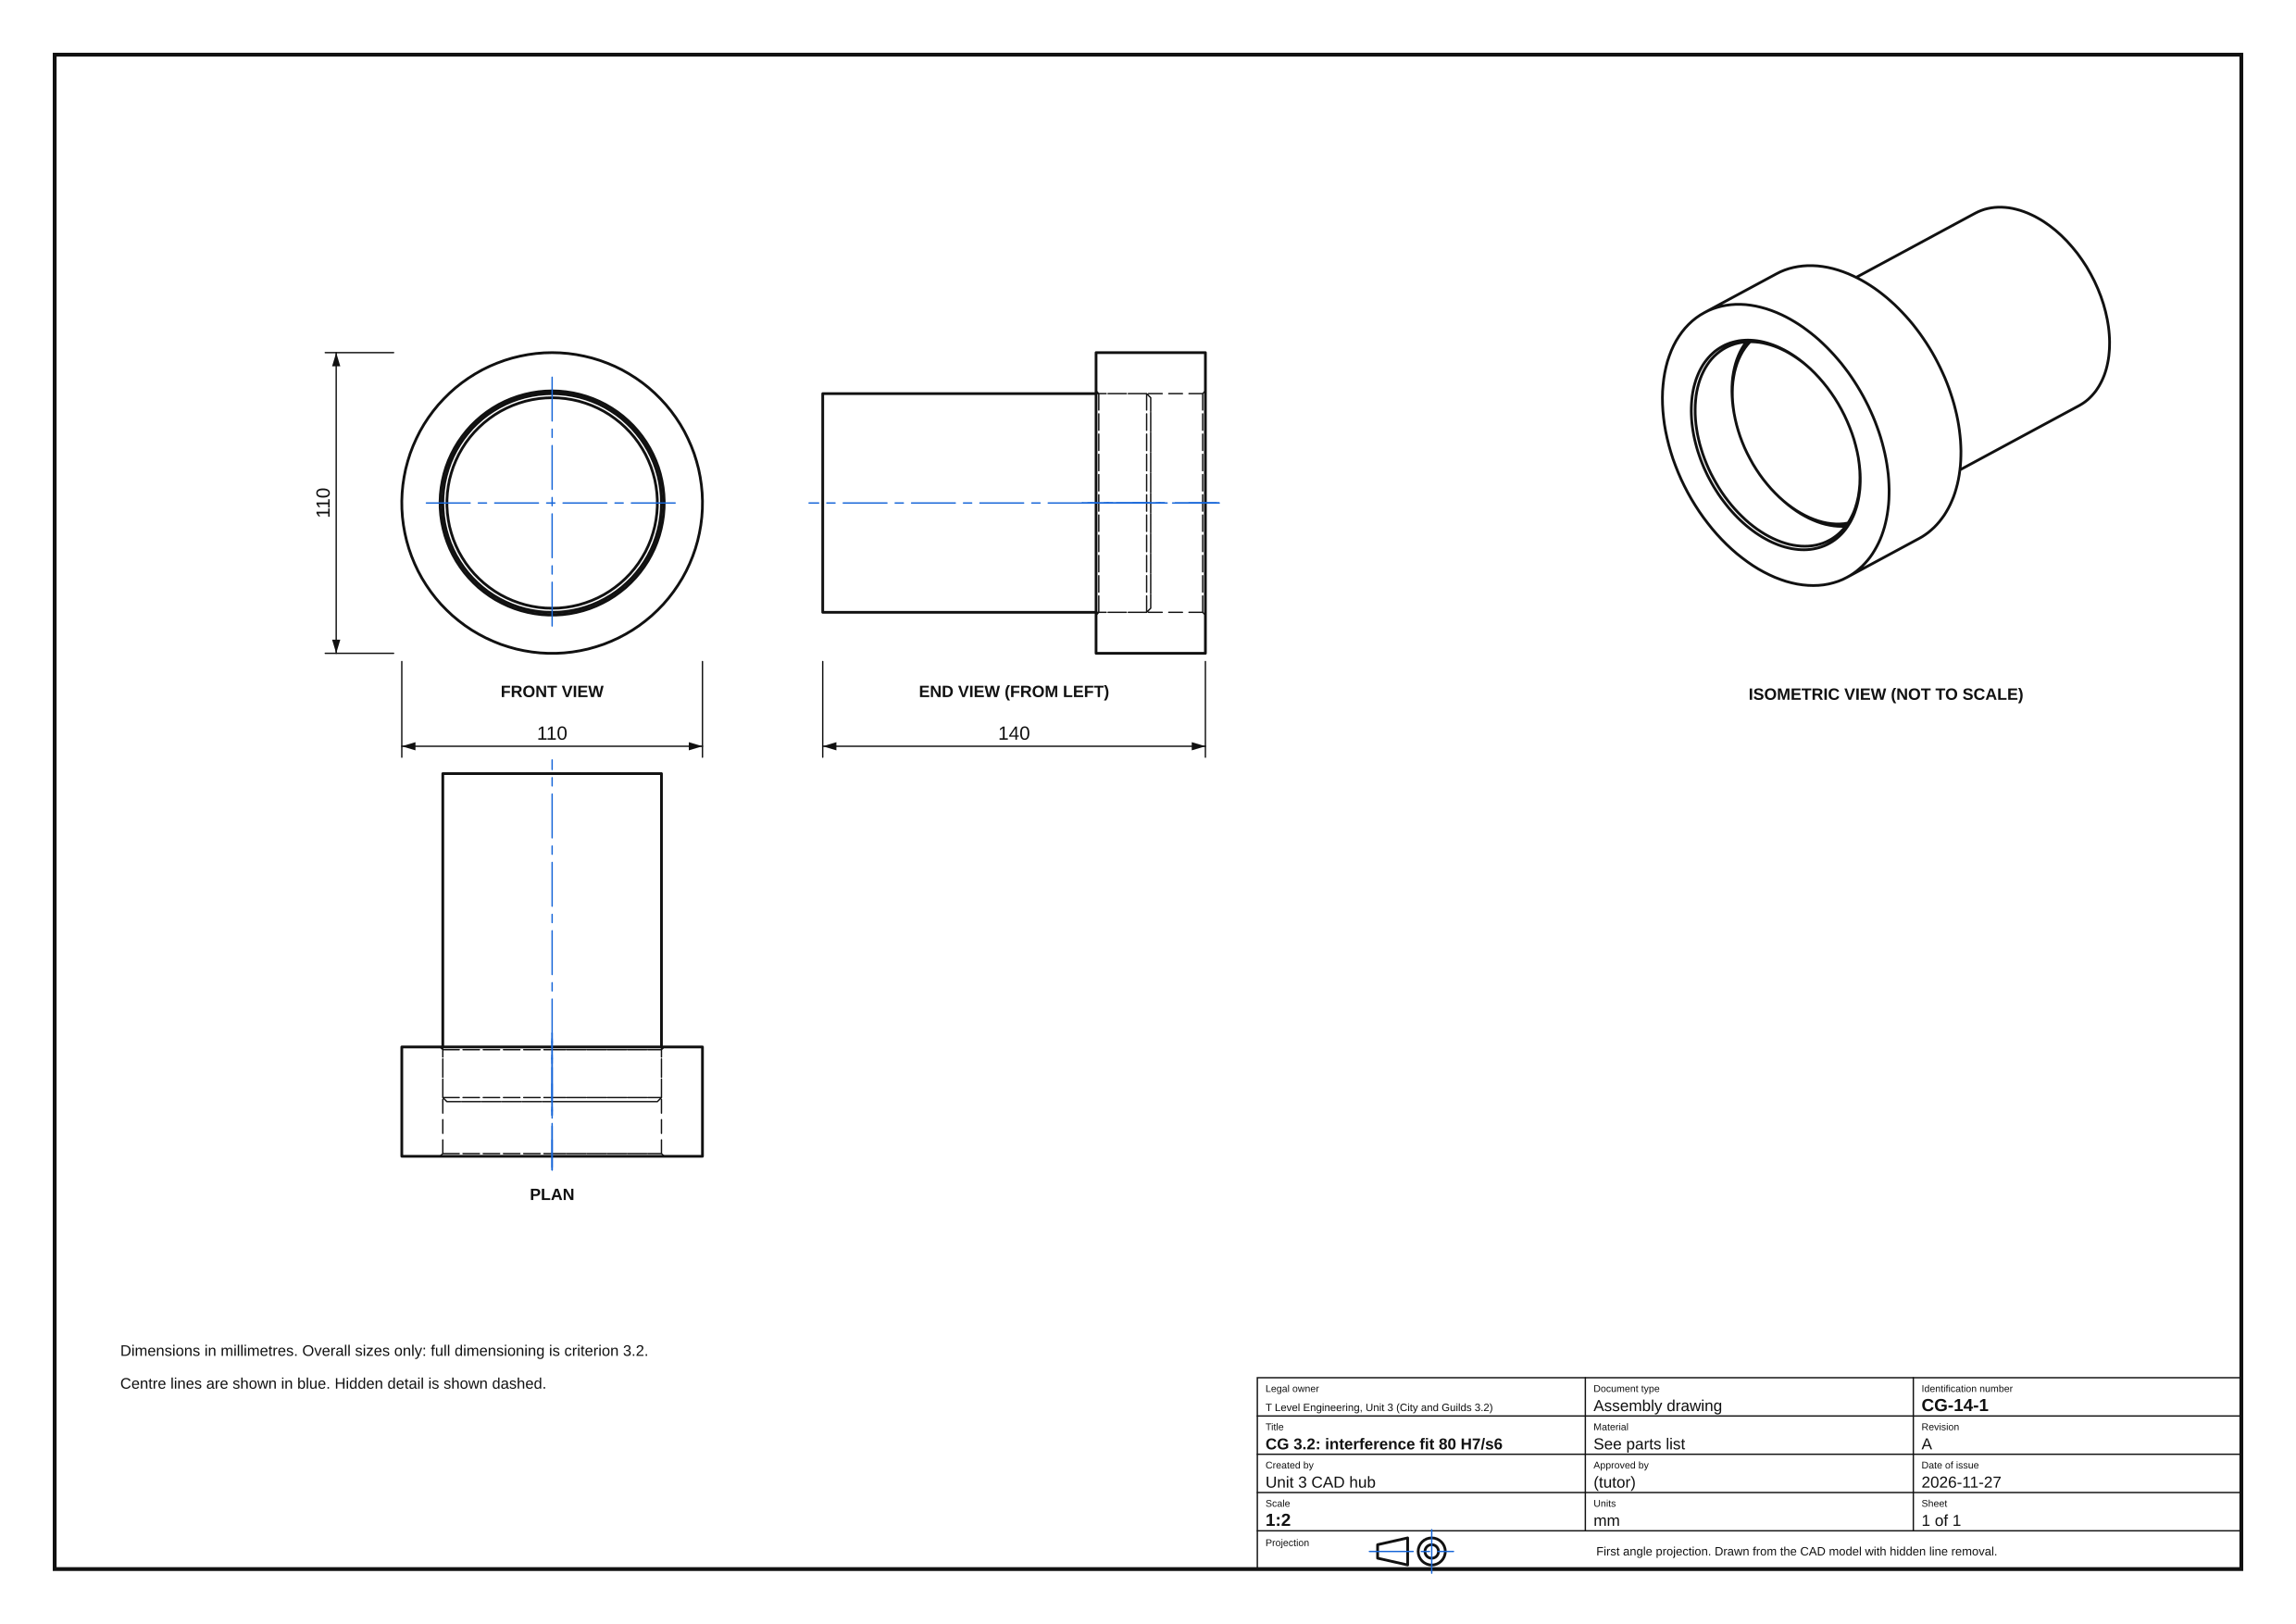 110
FRONT VIEW
END VIEW (FROM LEFT)
ISOMETRIC VIEW (NOT TO SCALE)
110
140
PLAN
Dimensions in millimetres. Overall sizes only: full dimensioning is criterion 3.2.
Centre lines are shown in blue. Hidden detail is shown dashed.
Legal owner
T Level Engineering, Unit 3 (City and Guilds 3.2)
Document type
Assembly drawing
Identification number
CG-14-1
Title
CG 3.2: interference fit 80 H7/s6
Material
See parts list
Revision
A
Created by
Unit 3 CAD hub
Approved by
(tutor)
Date of issue
2026-11-27
Scale
1:2
Units
mm
Sheet
1 of 1
Projection
First angle projection. Drawn from the CAD model with hidden line removal.